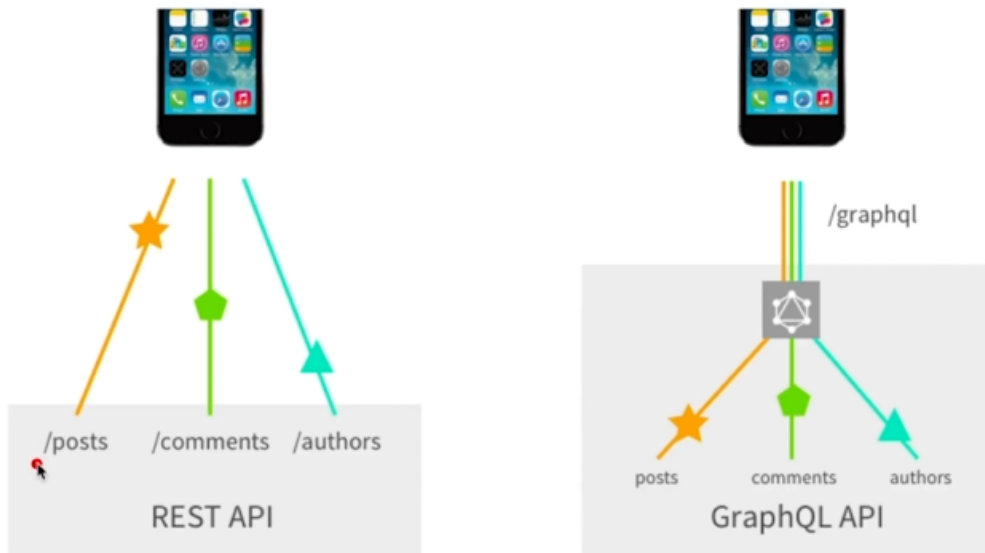 /posts
/comments
/authors
REST API
/graphql
posts
comments
authors
GraphQL API